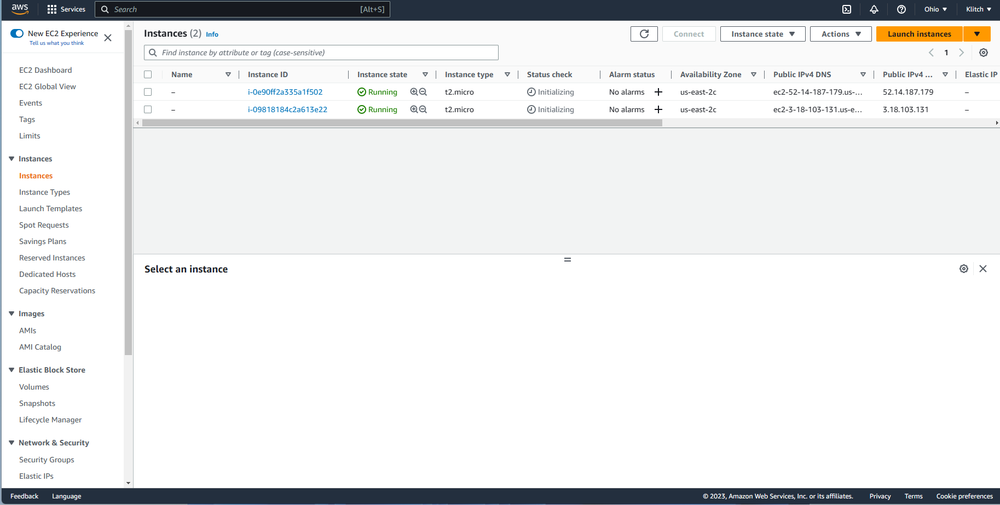 aws Services Search [Alt+S] Ohio Klitch
New EC2 Experience
Tell us what you think
EC2 Dashboard
EC2 Global View
Events
Tags
Limits
Instances
Instances
Instance Types
Launch Templates
Spot Requests
Savings Plans
Reserved Instances
Dedicated Hosts
Capacity Reservations
Images
AMIs
AMI Catalog
Elastic Block Store
Volumes
Snapshots
Lifecycle Manager
Network & Security
Security Groups
Elastic IPs
Instances (2) Info Connect Instance state Actions Launch instances
Find instance by attribute or tag (case-sensitive) 1
Name Instance ID Instance state Instance type Status check Alarm status Availability Zone Public IPv4 DNS Public IPv4 ... Elastic IP
– i-0e90ff2a335a1f502 Running t2.micro Initializing No alarms + us-east-2c ec2-52-14-187-179.us-... 52.14.187.179 –
– i-09818184c2a613e22 Running t2.micro Initializing No alarms + us-east-2c ec2-3-18-103-131.us-e... 3.18.103.131 –
Select an instance
Feedback Language © 2023, Amazon Web Services, Inc. or its affiliates. Privacy Terms Cookie preferences